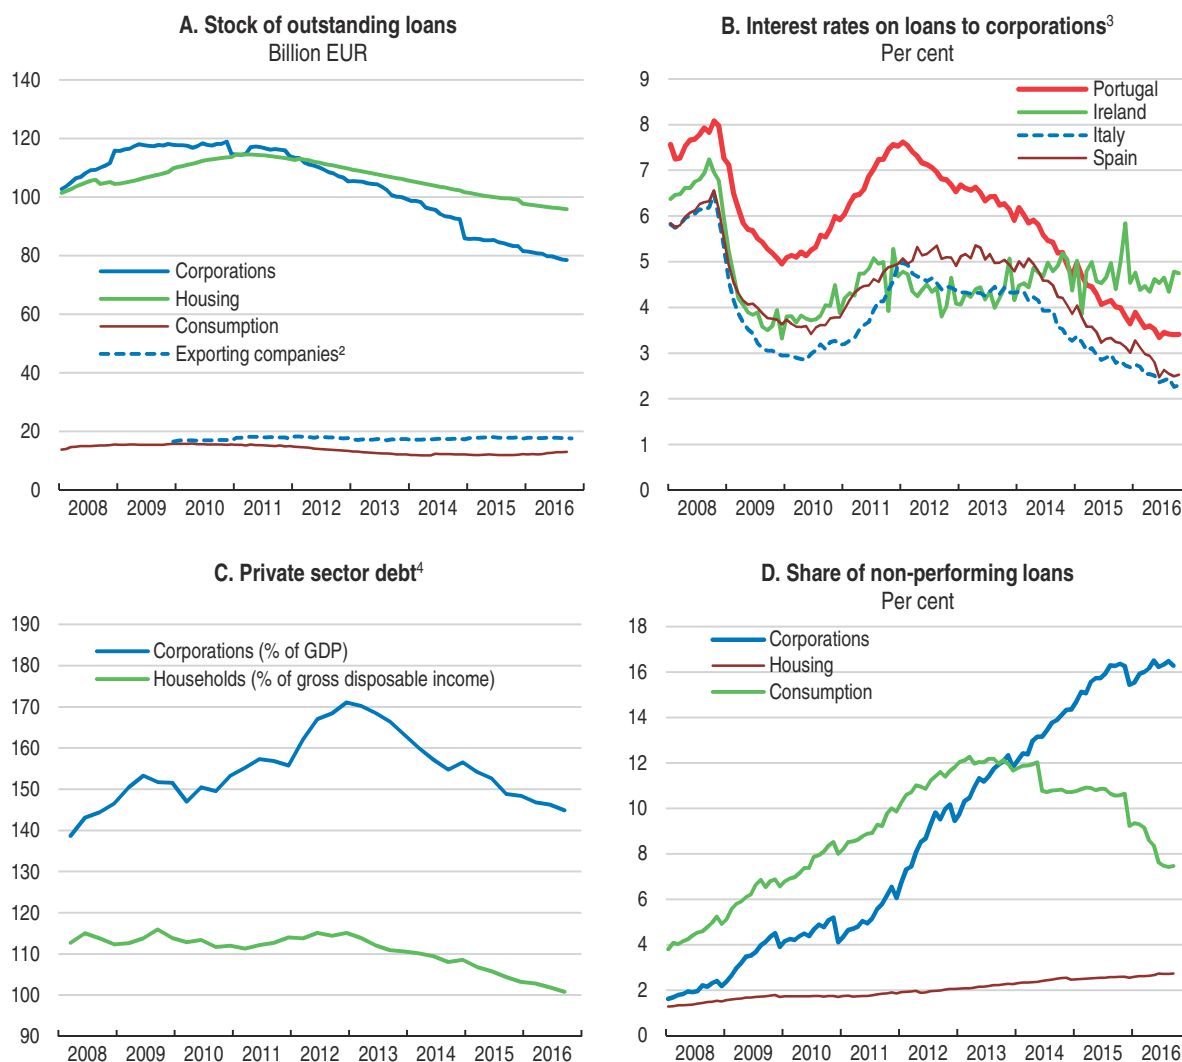 A. Stock of outstanding loans
Billion EUR
140
120
100
80
60
40
20
0
Corporations
Housing
Consumption
Exporting companies²
2008 2009 2010 2011 2012 2013 2014 2015 2016
B. Interest rates on loans to corporations³
Per cent
9
8
7
6
5
4
3
2
1
0
Portugal
Ireland
Italy
Spain
2008 2009 2010 2011 2012 2013 2014 2015 2016
C. Private sector debt⁴
190
180
170
160
150
140
130
120
110
100
90
Corporations (% of GDP)
Households (% of gross disposable income)
2008 2009 2010 2011 2012 2013 2014 2015 2016
D. Share of non-performing loans
Per cent
18
16
14
12
10
8
6
4
2
0
Corporations
Housing
Consumption
2008 2009 2010 2011 2012 2013 2014 2015 2016